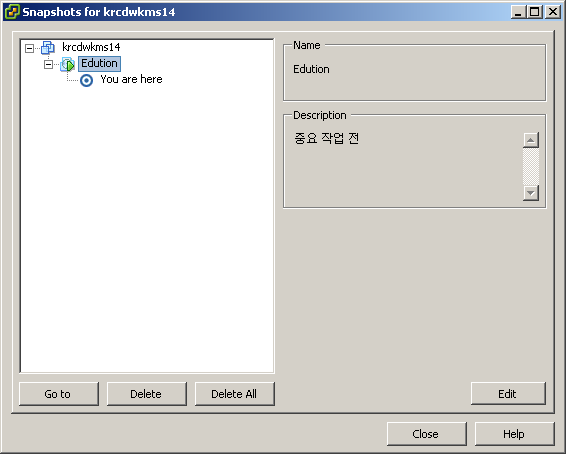 Snapshots for krcdwkms14
krcdwkms14
Edution
You are here
Name
Edution
Description
중요 작업 전
Go to
Delete
Delete All
Edit
Close
Help